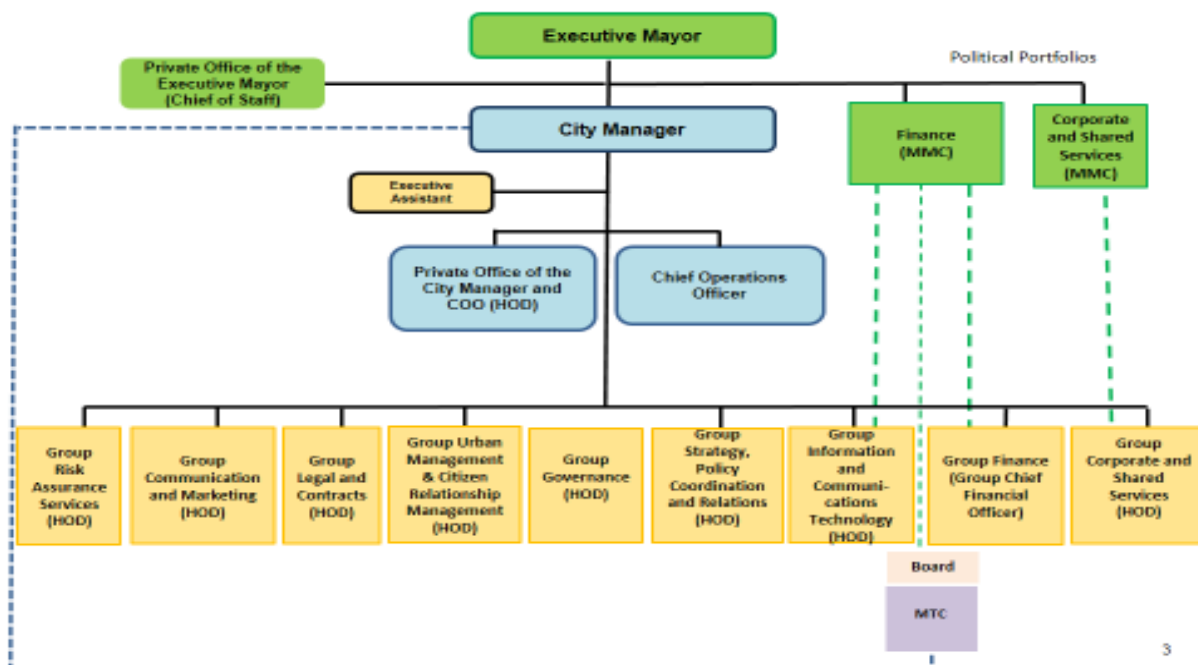 Executive Mayor
Political Portfolios
Private Office of the
Executive Mayor
(Chief of Staff)
City Manager
Finance
(MMC)
Corporate
and Shared
Services
(MMC)
Executive
Assistant
Private Office of the
City Manager and
COO (HOD)
Chief Operations
Officer
Group
Risk
Assurance
Services
(HOD)
Group
Communication
and Marketing
(HOD)
Group
Legal and
Contracts
(HOD)
Group Urban
Management
& Citizen
Relationship
Management
(HOD)
Group
Governance
(HOD)
Group
Strategy,
Policy
Coordination
and Relations
(HOD)
Group
Information
and
Communi-
cations
Technology
(HOD)
Group Finance
(Group Chief
Financial
Officer)
Group
Corporate and
Shared
Services
(HOD)
Board
MTC
3